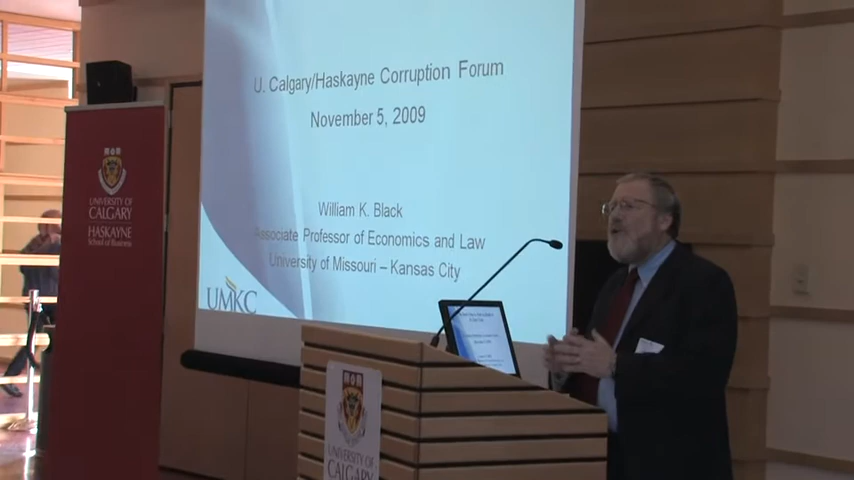 U. Calgary/Haskayne Corruption Forum
November 5, 2009
William K. Black
Associate Professor of Economics and Law
University of Missouri – Kansas City
UMKC
UNIVERSITY OF
CALGARY
HASKAYNE
School of Business
UNIVERSITY OF
CALGARY